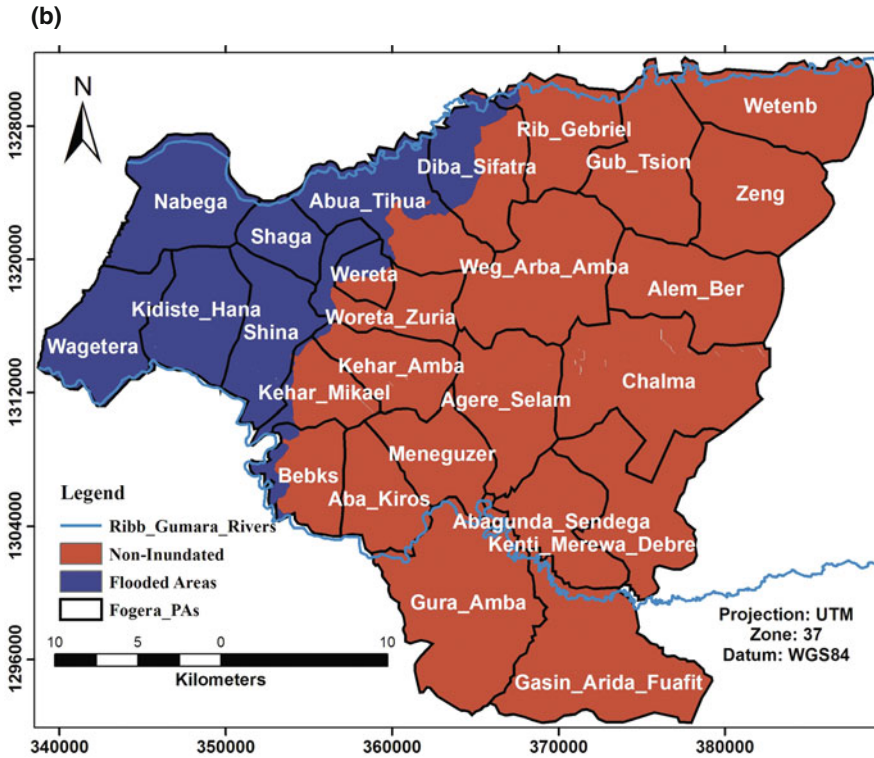 (b)
N
Wetenb
Rib_Gebriel
Diba_Sifatra
Gub_Tsion
Zeng
Nabega
Abua_Tihua
Shaga
Wereta
Weg_Arba_Amba
Alem_Ber
Kidiste_Hana
Woreta_Zuria
Shina
Wagetera
Kehar_Amba
Chalma
Kehar_Mikael
Agere_Selam
Meneguzer
Bebks
Aba_Kiros
Abagunda_Sendega
Kenti_Merewa_Debre
Gura_Amba
Gasin_Arida_Fuafit
Legend
Ribb_Gumara_Rivers
Non-Inundated
Flooded Areas
Fogera_PAs
10 5 0 10
Kilometers
Projection: UTM
Zone: 37
Datum: WGS84
1328000
1320000
1312000
1304000
1296000
340000 350000 360000 370000 380000